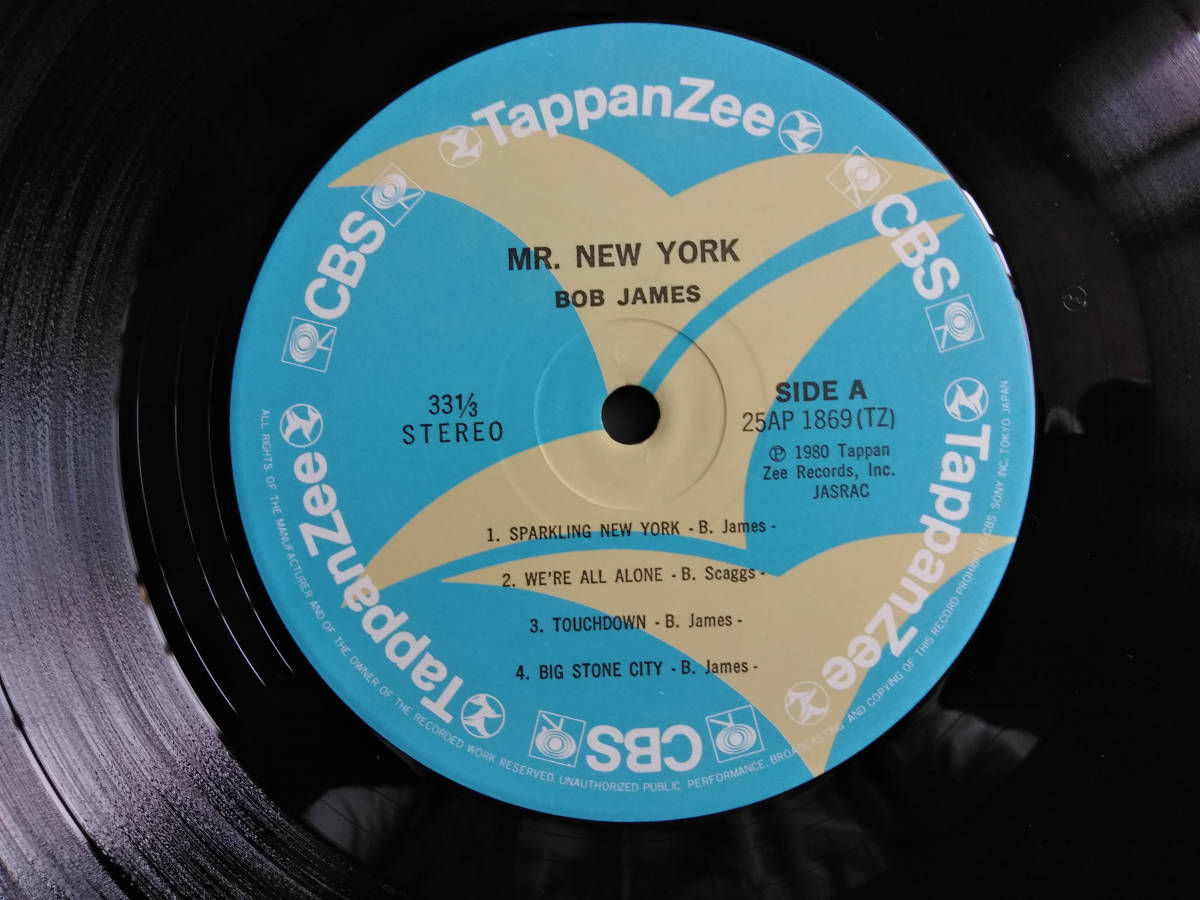 TappanZee
CBS
CBS
MR. NEW YORK
BOB JAMES
33⅓
STEREO
SIDE A
25AP 1869 (TZ)
℗ 1980 Tappan
Zee Records, Inc.
JASRAC
1. SPARKLING NEW YORK - B. James -
2. WE'RE ALL ALONE - B. Scaggs -
3. TOUCHDOWN - B. James -
4. BIG STONE CITY - B. James -
TappanZee
TappanZee
CBS
ALL RIGHTS OF THE MANUFACTURER AND OF THE OWNER OF THE RECORDED WORK RESERVED. UNAUTHORIZED PUBLIC PERFORMANCE, BROADCASTING AND COPYING OF THIS RECORD PROHIBITED CBS SONY INC. TOKYO JAPAN